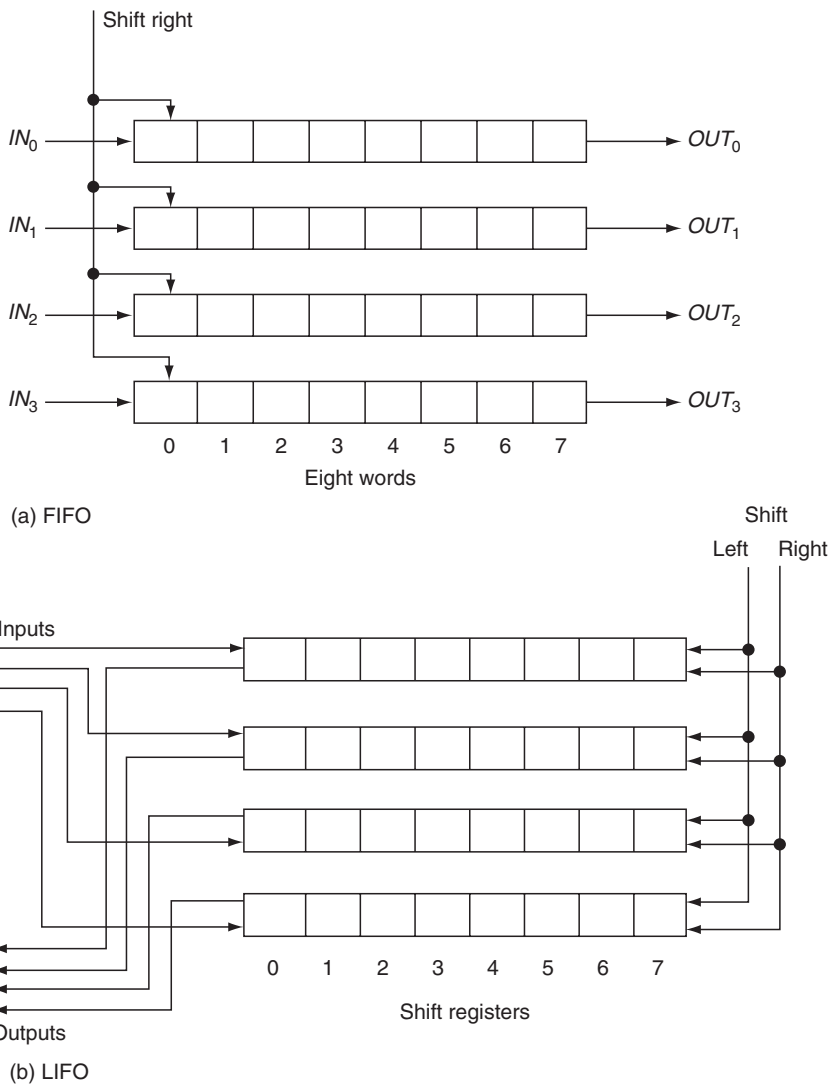 Shift right
IN0 OUT0
IN1 OUT1
IN2 OUT2
IN3 OUT3
0 1 2 3 4 5 6 7
Eight words
(a) FIFO
Shift
Left Right
Inputs
0 1 2 3 4 5 6 7
Shift registers
Outputs
(b) LIFO